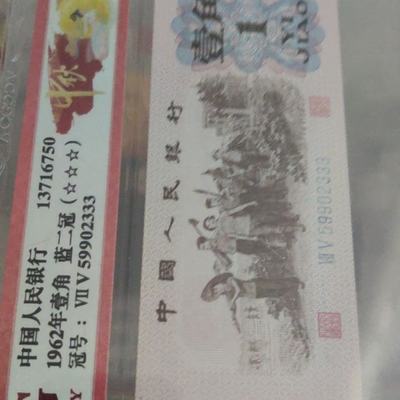 中国人民银行 13716750
1962年壹角 蓝二冠 (☆☆☆)
冠号: VII V 59902333
中國人民銀行
壹角
1
YI
JIAO
VII V 59902333